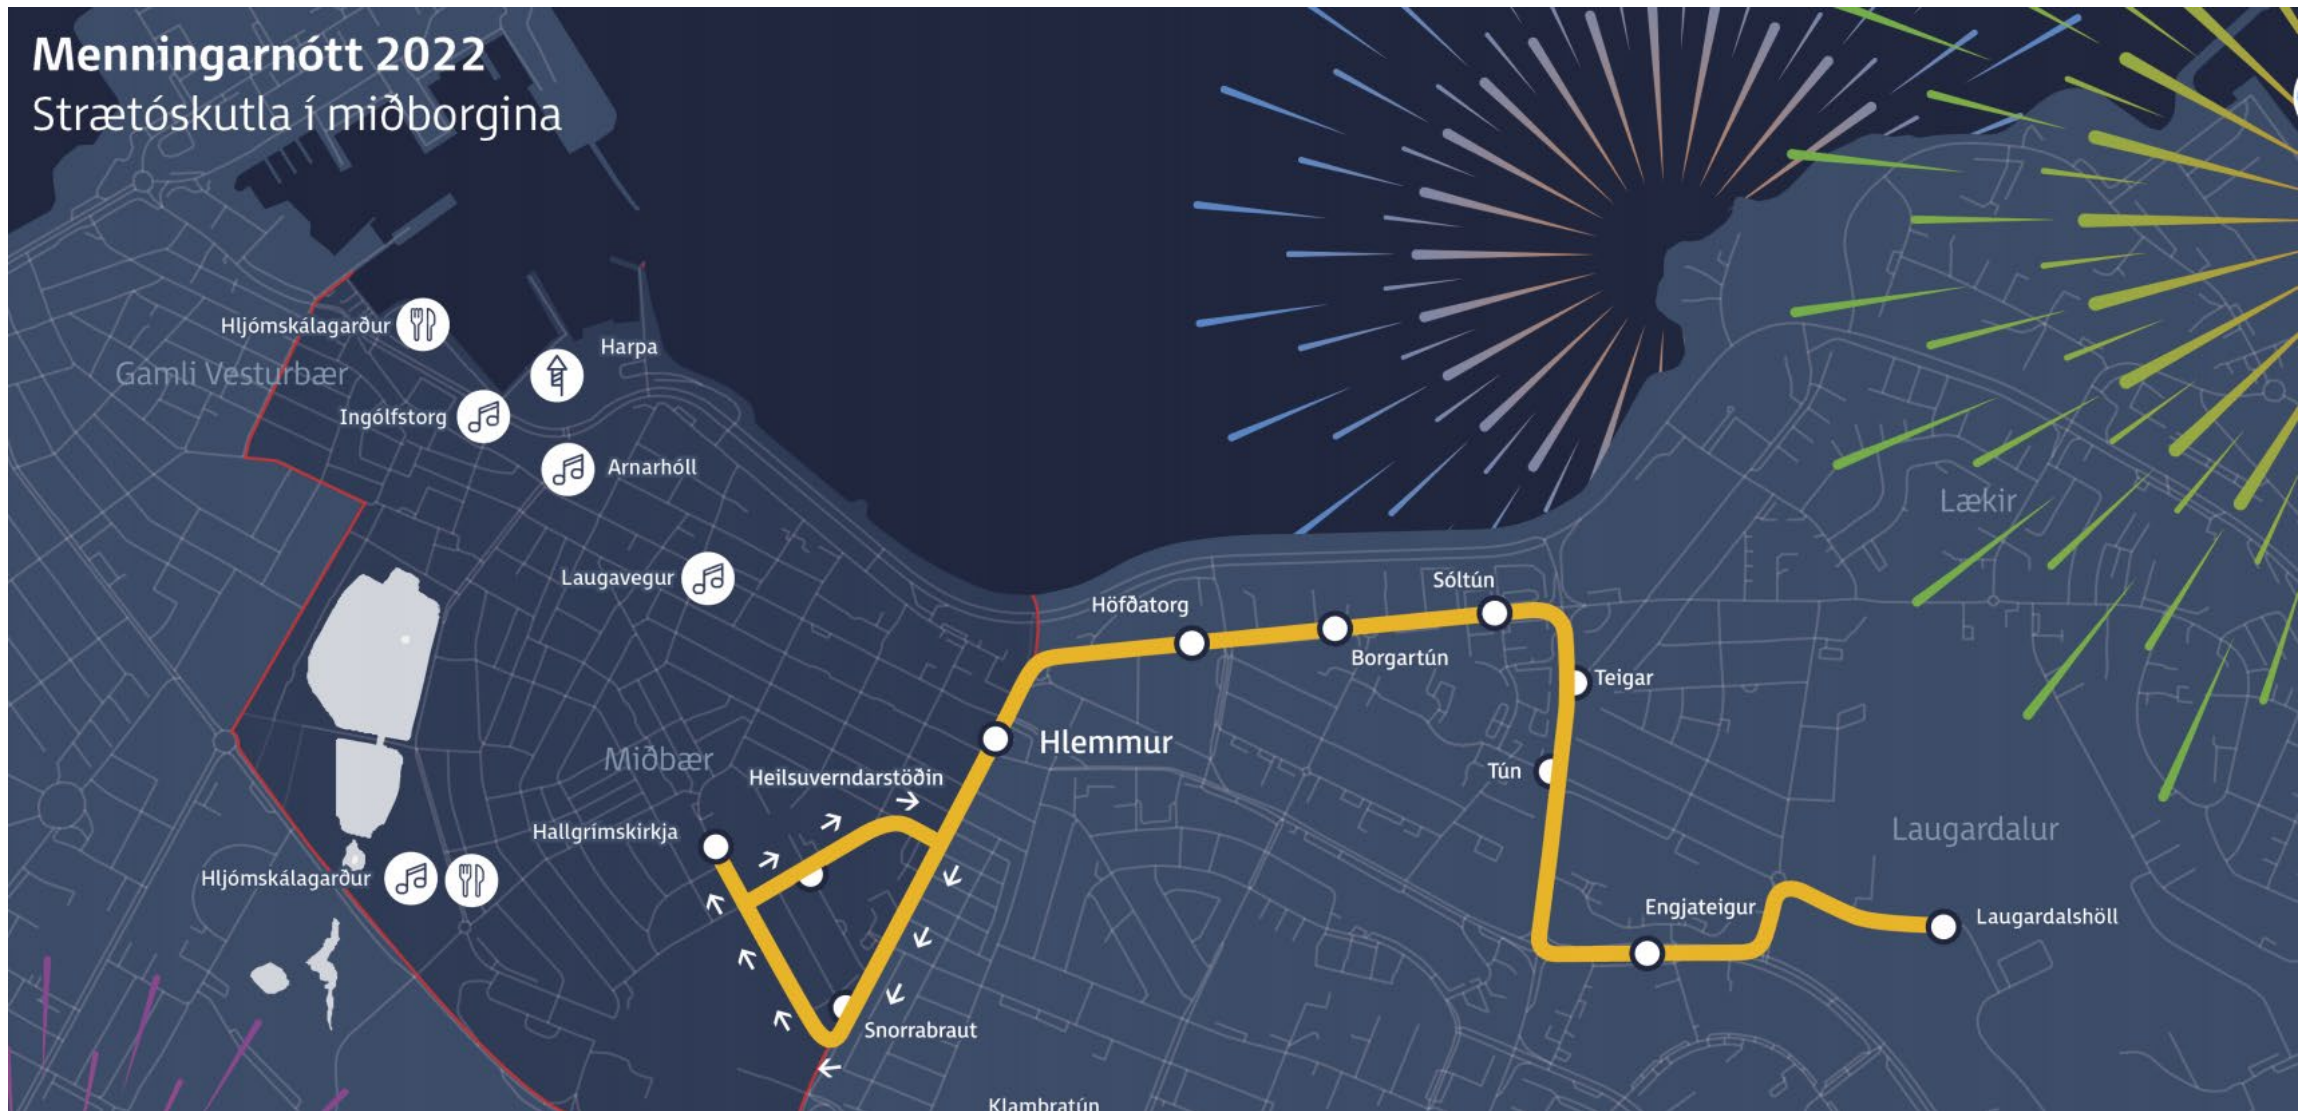 Menningarnótt 2022
Strætóskutla í miðborgina
Hljómskálagarður
Harpa
Gamli Vesturbær
Ingólfstorg
Arnarhóll
Lækir
Laugavegur
Sóltún
Höfðatorg
Borgartún
Teigar
Hlemmur
Miðbær
Tún
Heilsuverndarstöðin
Hallgrímskirkja
Laugardalur
Hljómskálagarður
Engjateigur
Laugardalshöll
Snorrabraut
Klambratún